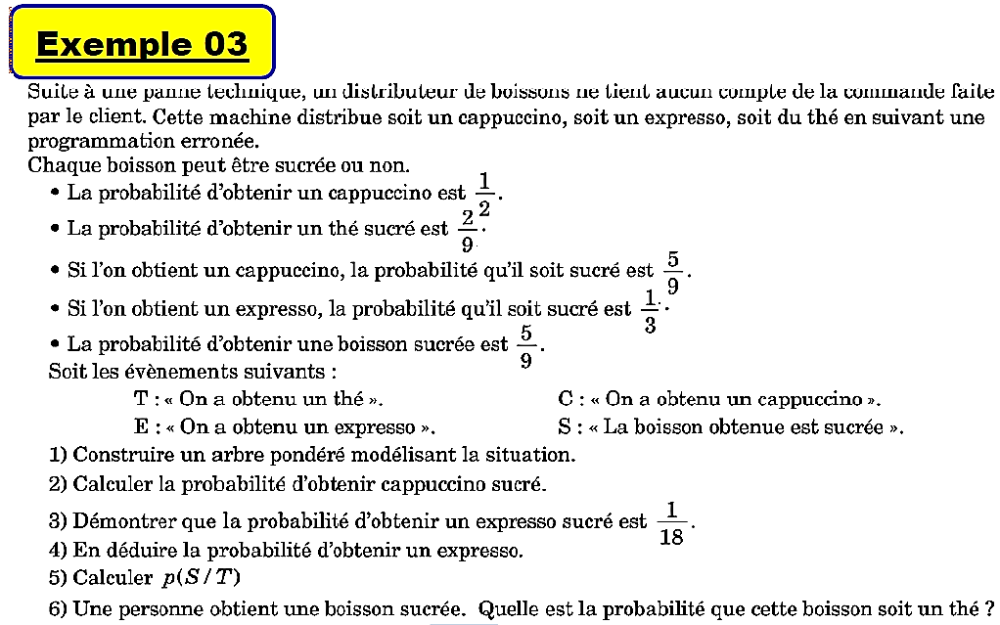 Exemple 03
Suite à une panne technique, un distributeur de boissons ne tient aucun compte de la commande faite
par le client. Cette machine distribue soit un cappuccino, soit un expresso, soit du thé en suivant une
programmation erronée.
Chaque boisson peut être sucrée ou non.
• La probabilité d'obtenir un cappuccino est 1/2.
• La probabilité d'obtenir un thé sucré est 2/9.
• Si l'on obtient un cappuccino, la probabilité qu'il soit sucré est 5/9.
• Si l'on obtient un expresso, la probabilité qu'il soit sucré est 1/3.
• La probabilité d'obtenir une boisson sucrée est 5/9.
Soit les évènements suivants :
T : « On a obtenu un thé ». C : « On a obtenu un cappuccino ».
E : « On a obtenu un expresso ». S : « La boisson obtenue est sucrée ».
1) Construire un arbre pondéré modélisant la situation.
2) Calculer la probabilité d'obtenir cappuccino sucré.
3) Démontrer que la probabilité d'obtenir un expresso sucré est 1/18.
4) En déduire la probabilité d'obtenir un expresso.
5) Calculer p(S / T)
6) Une personne obtient une boisson sucrée. Quelle est la probabilité que cette boisson soit un thé ?